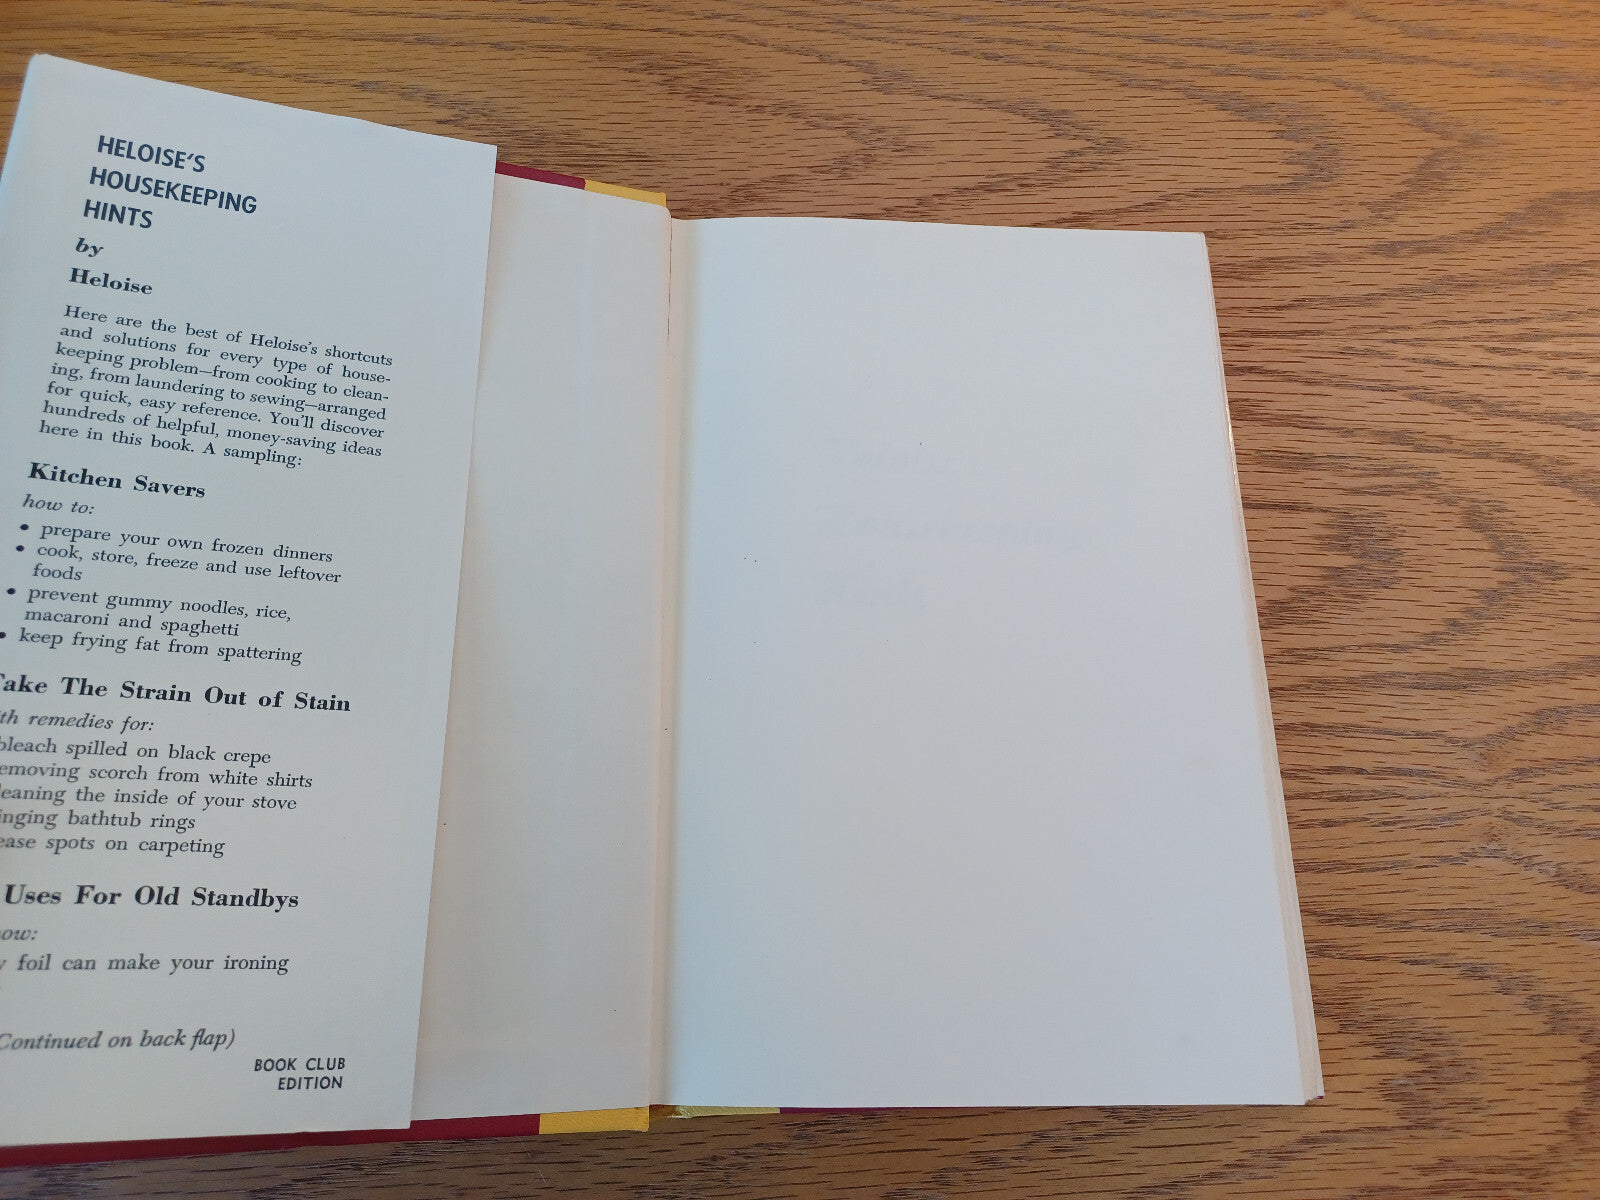 HELOISE'S
HOUSEKEEPING
HINTS
by
Heloise
Here are the best of Heloise's shortcuts
and solutions for every type of house-
keeping problem—from cooking to clean-
ing, from laundering to sewing—arranged
for quick, easy reference. You'll discover
hundreds of helpful, money-saving ideas
here in this book. A sampling:
Kitchen Savers
how to:
• prepare your own frozen dinners
• cook, store, freeze and use leftover
foods
• prevent gummy noodles, rice,
macaroni and spaghetti
• keep frying fat from spattering
Take The Strain Out of Stain
th remedies for:
bleach spilled on black crepe
emoving scorch from white shirts
leaning the inside of your stove
inging bathtub rings
ease spots on carpeting
Uses For Old Standbys
ow:
foil can make your ironing
(Continued on back flap)
BOOK CLUB
EDITION